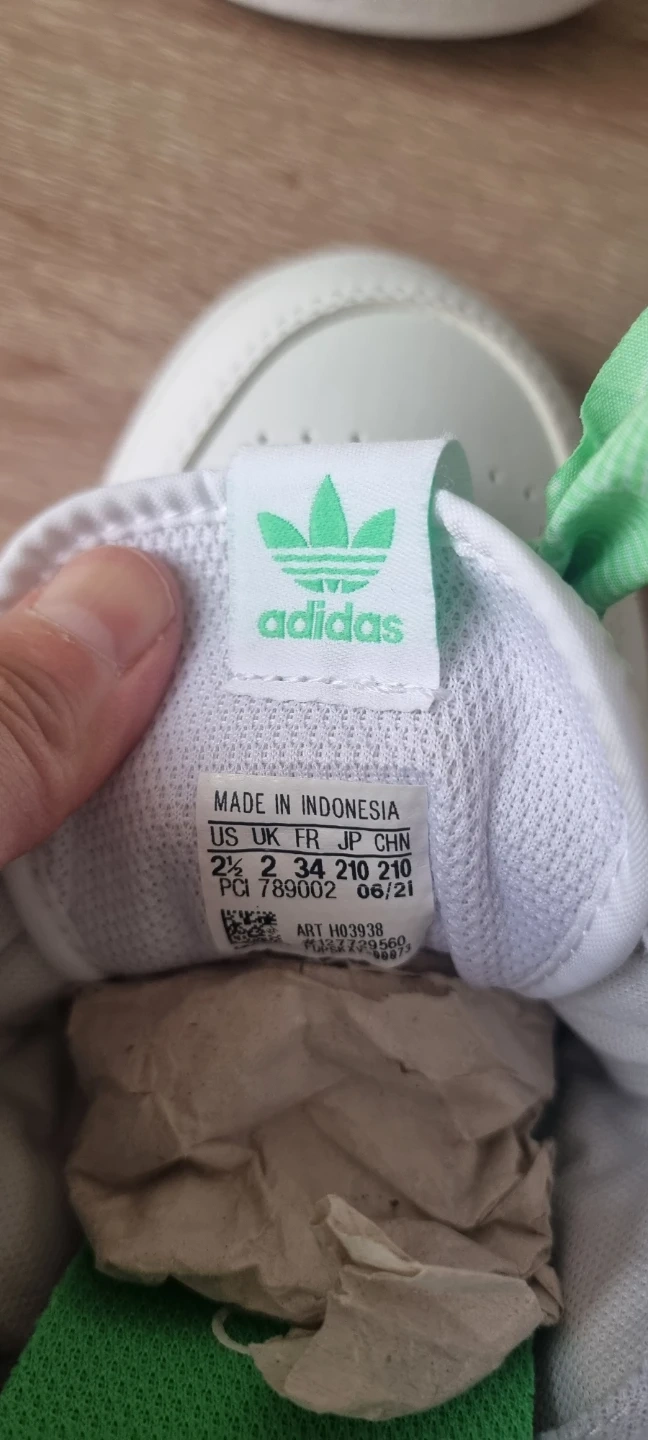 adidas
MADE IN INDONESIA
US UK FR JP CHN
2½ 2 34 210 210
PCI 789002 06/21
ART H03938
#127729560